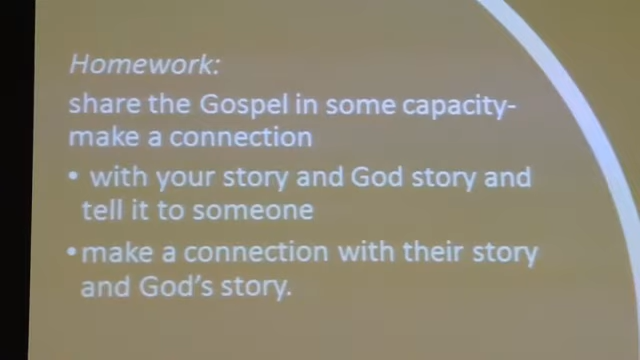 Homework:
share the Gospel in some capacity-
make a connection
• with your story and God story and
tell it to someone
• make a connection with their story
and God's story.